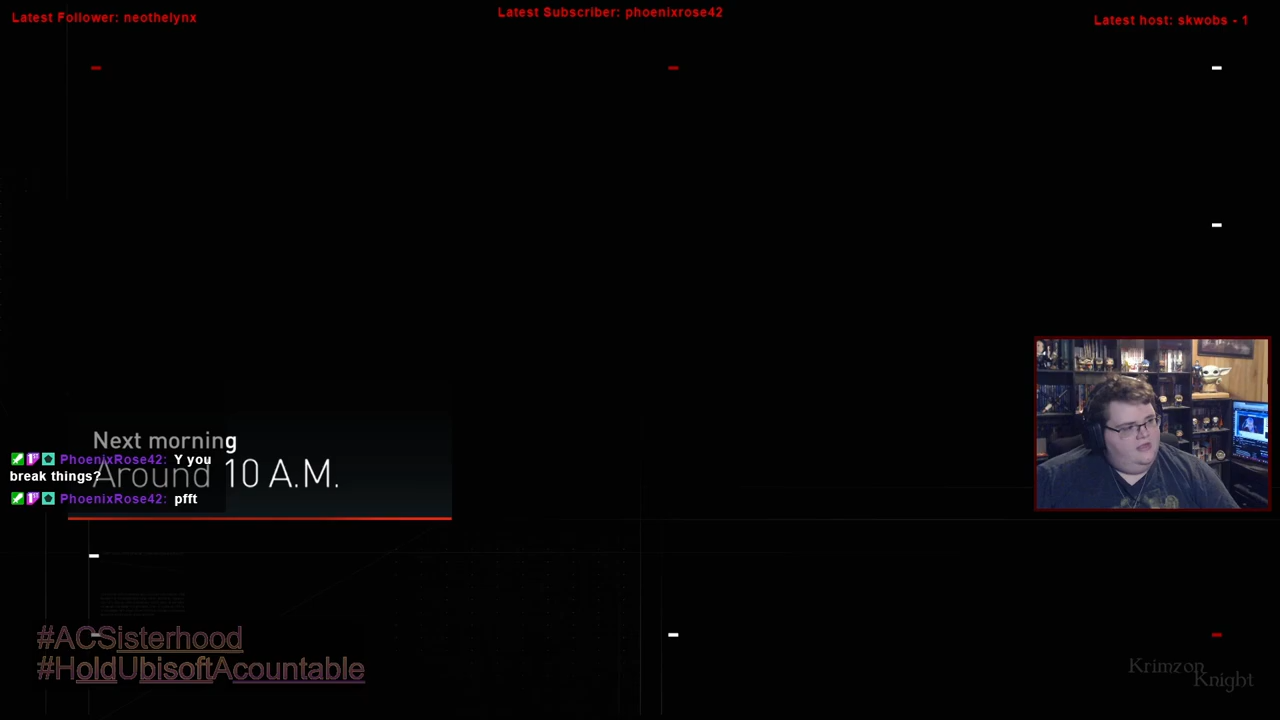 Latest Follower: neothelynx
Latest Subscriber: phoenixrose42
Latest host: skwobs - 1
Next morning
Around 10 A.M.
PhoenixRose42: Y you
break things?
PhoenixRose42: pfft
#ACSisterhood
#HoldUbisoftAcountable
Krimzon
Knight